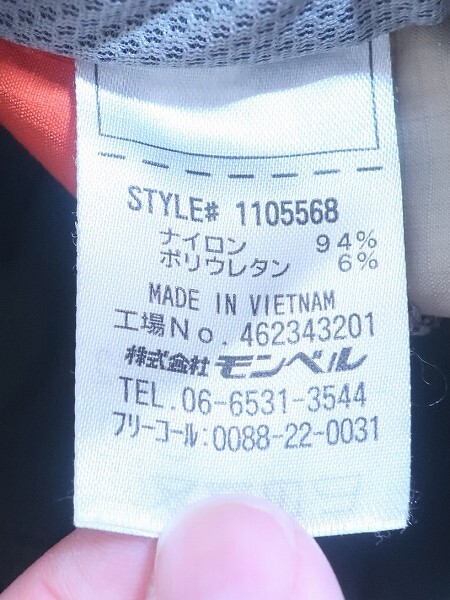 STYLE# 1105568
ナイロン 94%
ポリウレタン 6%
MADE IN VIETNAM
工場No. 462343201
株式会社 モンベル
TEL. 06-6531-3544
フリーコール:0088-22-0031